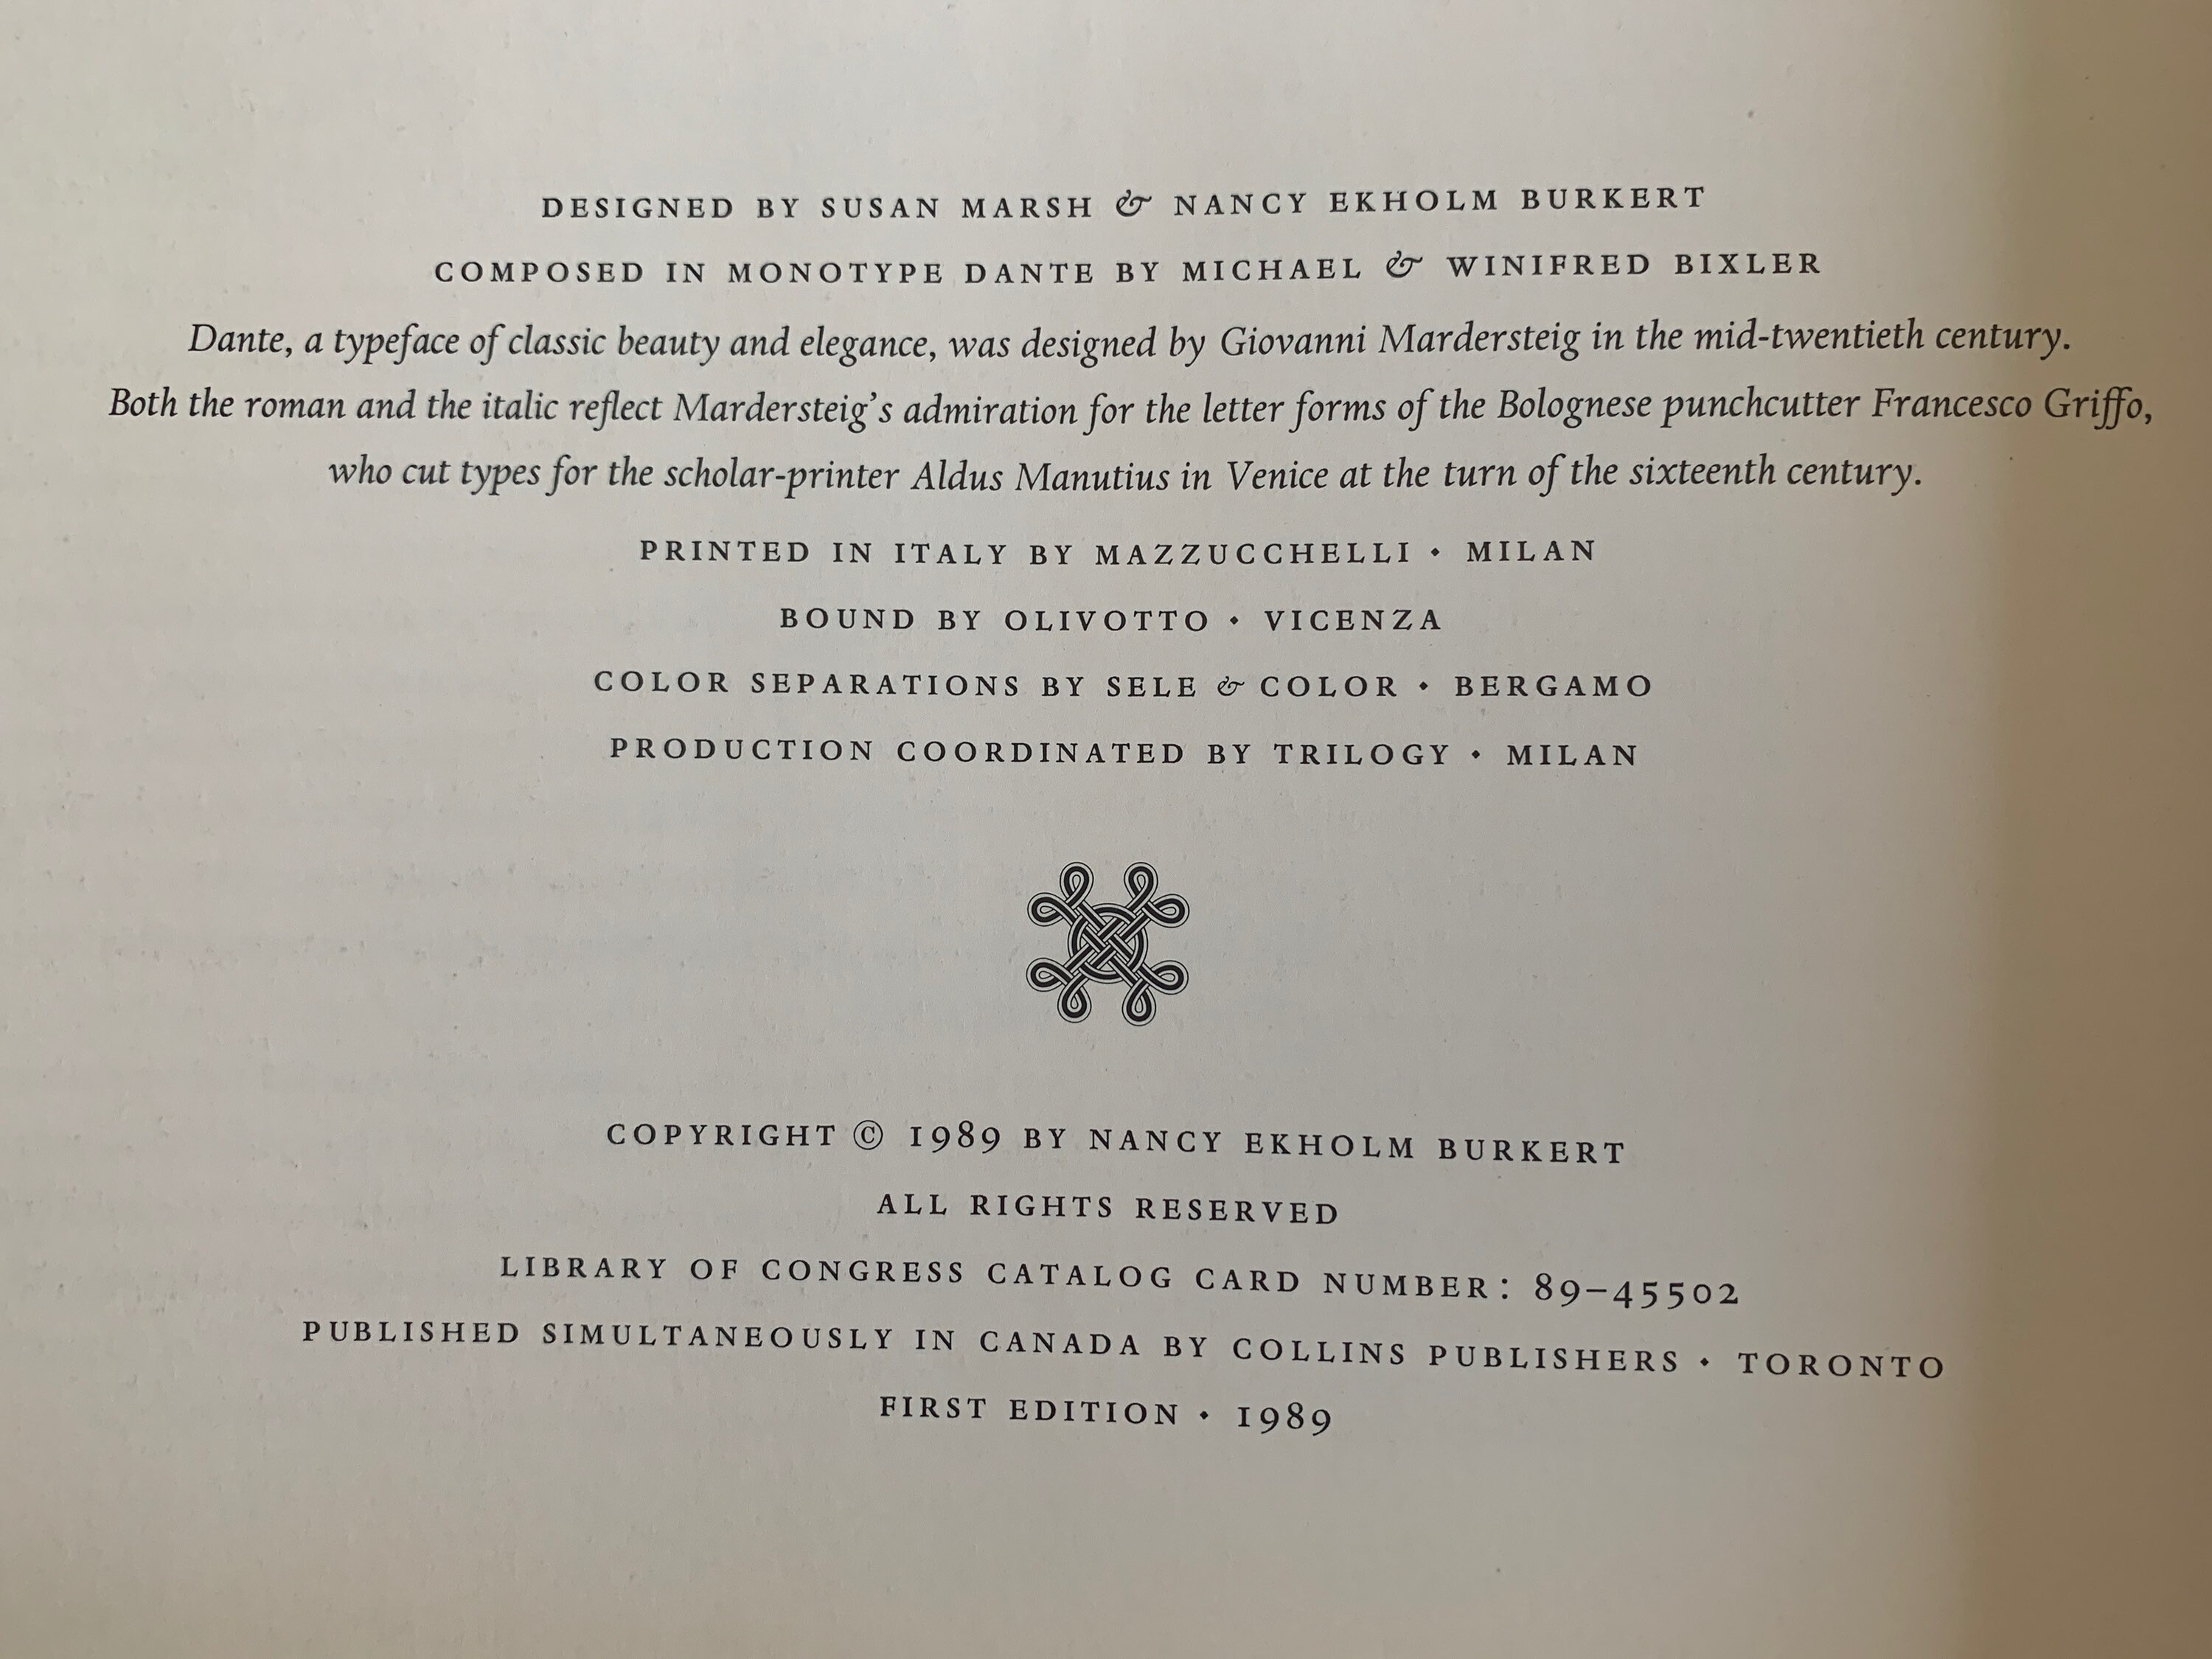 DESIGNED BY SUSAN MARSH & NANCY EKHOLM BURKERT
COMPOSED IN MONOTYPE DANTE BY MICHAEL & WINIFRED BIXLER
Dante, a typeface of classic beauty and elegance, was designed by Giovanni Mardersteig in the mid-twentieth century.
Both the roman and the italic reflect Mardersteig's admiration for the letter forms of the Bolognese punchcutter Francesco Griffo,
who cut types for the scholar-printer Aldus Manutius in Venice at the turn of the sixteenth century.
PRINTED IN ITALY BY MAZZUCCHELLI • MILAN
BOUND BY OLIVOTTO • VICENZA
COLOR SEPARATIONS BY SELE & COLOR • BERGAMO
PRODUCTION COORDINATED BY TRILOGY • MILAN
COPYRIGHT © 1989 BY NANCY EKHOLM BURKERT
ALL RIGHTS RESERVED
LIBRARY OF CONGRESS CATALOG CARD NUMBER: 89–45502
PUBLISHED SIMULTANEOUSLY IN CANADA BY COLLINS PUBLISHERS • TORONTO
FIRST EDITION • 1989